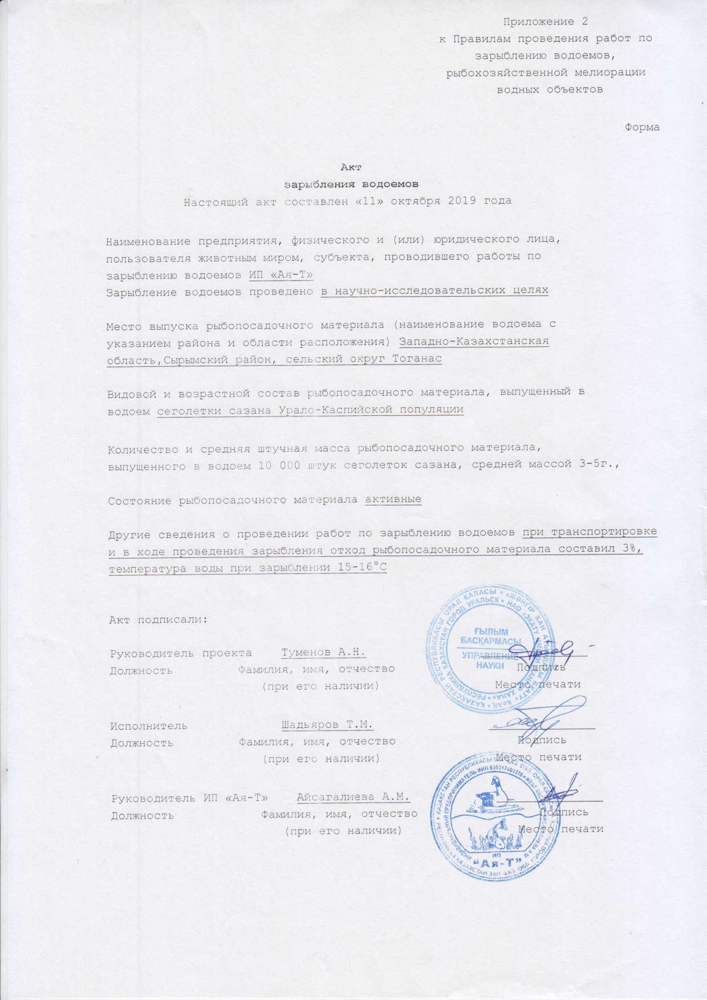 Приложение 2
к Правилам проведения работ по
зарыблению водоемов,
рыбохозяйственной мелиорации
водных объектов
Форма
Акт
зарыбления водоемов
Настоящий акт составлен «11» октября 2019 года
Наименование предприятия, физического и (или) юридического лица,
пользователя животным миром, субъекта, проводившего работы по
зарыблению водоемов ИП «Ая-Т»
Зарыбление водоемов проведено в научно-исследовательских целях
Место выпуска рыбопосадочного материала (наименование водоема с
указанием района и области расположения) Западно-Казахстанская
область,Сырымский район, сельский округ Тоганас
Видовой и возрастной состав рыбопосадочного материала, выпущенный в
водоем сеголетки сазана Урало-Каспийской популяции
Количество и средняя штучная масса рыбопосадочного материала,
выпущенного в водоем 10 000 штук сеголеток сазана, средней массой 3-5г.,
Состояние рыбопосадочного материала активные
Другие сведения о проведении работ по зарыблению водоемов при транспортировке
и в ходе проведения зарыбления отход рыбопосадочного материала составил 3%,
температура воды при зарыблении 15-16°С
Акт подписали:
Руководитель проекта Туменов А.Н.
Должность Фамилия, имя, отчество Подпись
(при его наличии) Место печати
ҒЫЛЫМ
БАСҚАРМАСЫ
УПРАВЛЕНИЕ
НАУКИ
Исполнитель Шадьяров Т.М.
Должность Фамилия, имя, отчество Подпись
(при его наличии) Место печати
Руководитель ИП «Ая-Т» Айсагалиева А.М.
Должность Фамилия, имя, отчество Подпись
(при его наличии) Место печати
ИП
"Ая-Т"